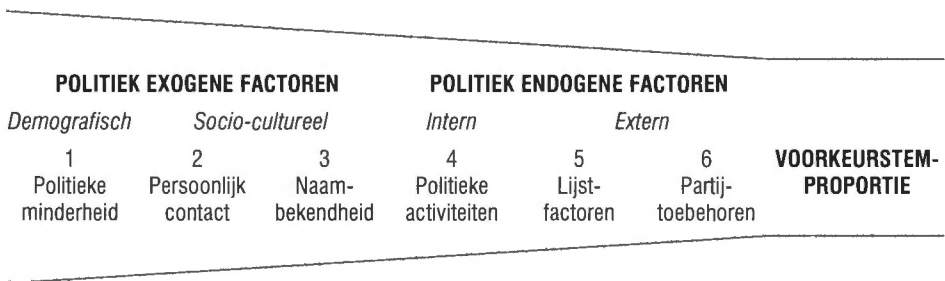 POLITIEK EXOGENE FACTOREN POLITIEK ENDOGENE FACTOREN
Demografisch Socio-cultureel Intern Extern
1 2 3 4 5 6 VOORKEURSTEM-
Politieke Persoonlijk Naam- Politieke Lijst- Partij- PROPORTIE
minderheid contact bekendheid activiteiten factoren toebehoren